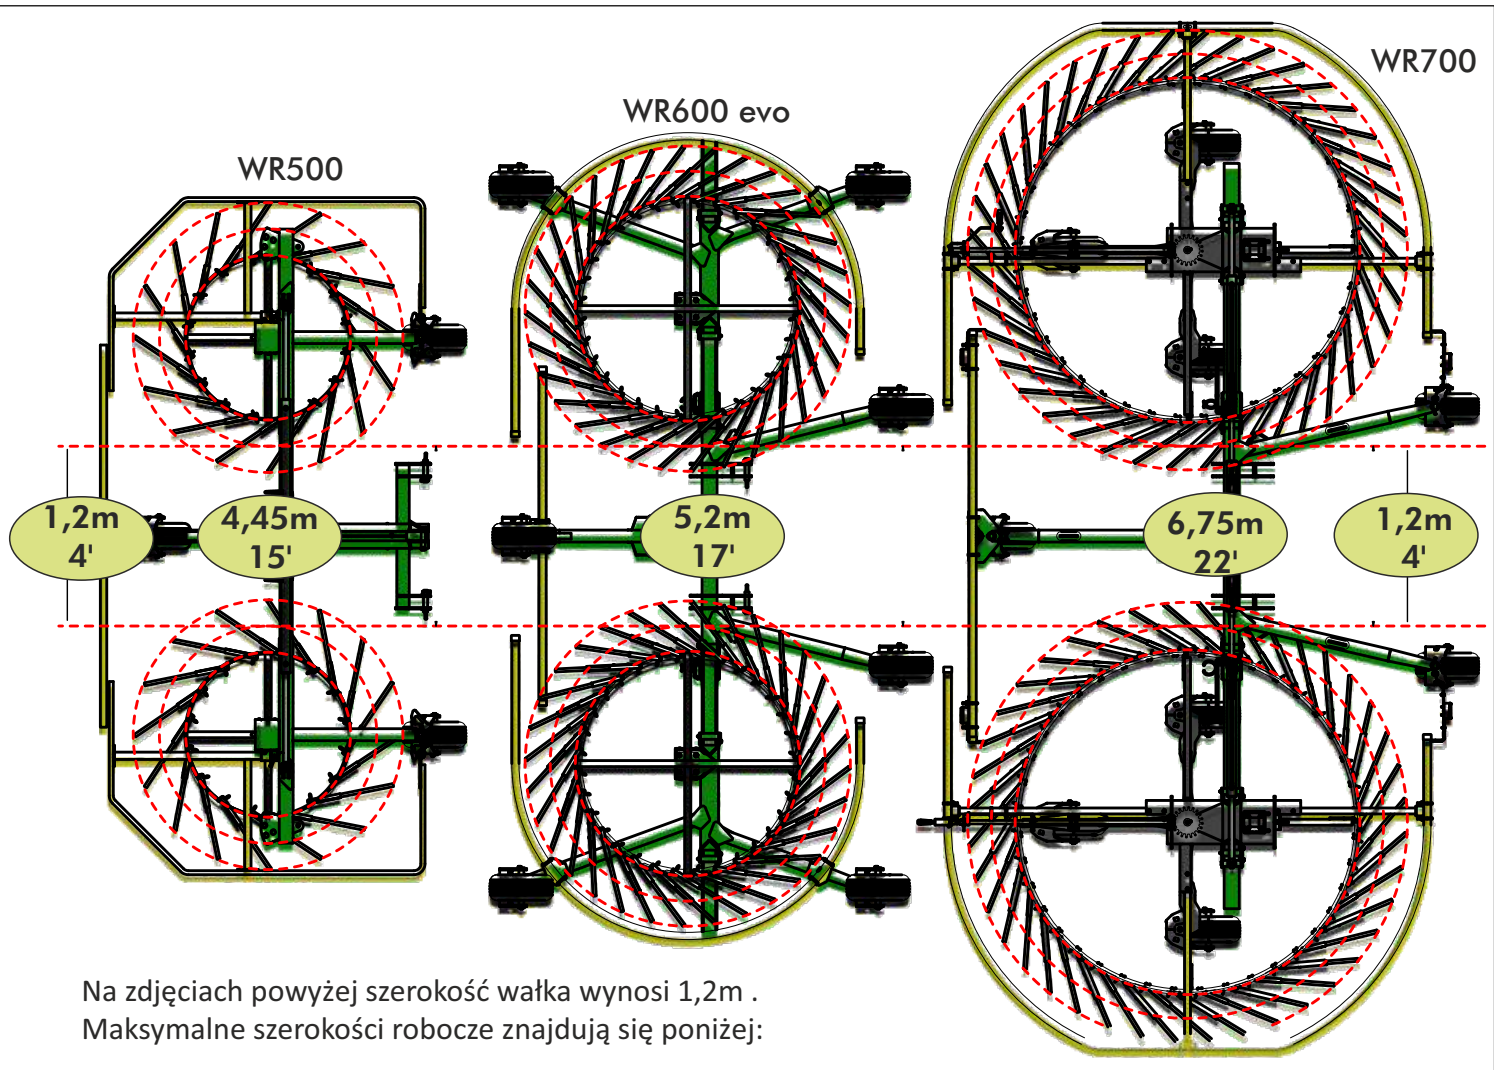 WR700
WR600 evo
WR500
1,2m
4'
4,45m
15'
5,2m
17'
6,75m
22'
1,2m
4'
Na zdjęciach powyżej szerokość wałka wynosi 1,2m .
Maksymalne szerokości robocze znajdują się poniżej: